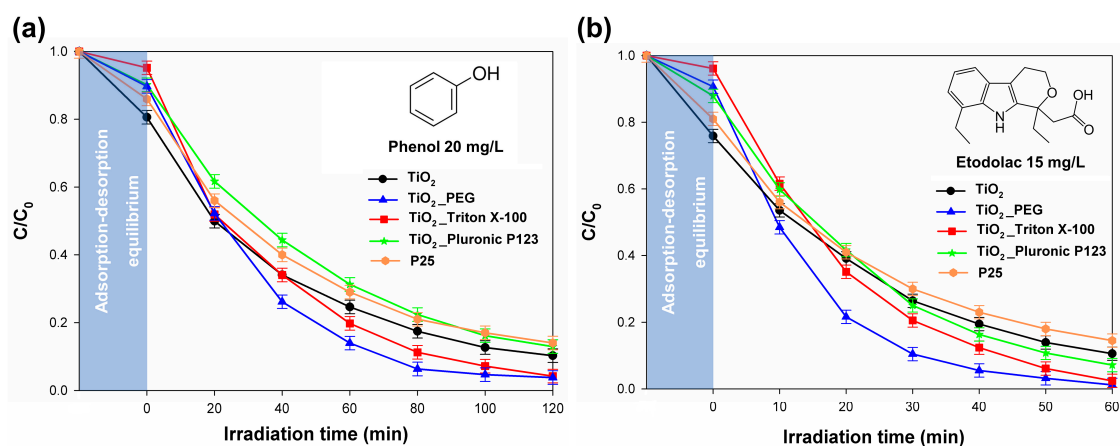 (a)
C/C0
1.0
0.8
0.6
0.4
0.2
0.0
Adsorption-desorption
equilibrium
OH
Phenol 20 mg/L
TiO2
TiO2_PEG
TiO2_Triton X-100
TiO2_Pluronic P123
P25
0 20 40 60 80 100 120
Irradiation time (min)
(b)
C/C0
1.0
0.8
0.6
0.4
0.2
0.0
Adsorption-desorption
equilibrium
O
OH
NH
O
Etodolac 15 mg/L
TiO2
TiO2_PEG
TiO2_Triton X-100
TiO2_Pluronic P123
P25
0 10 20 30 40 50 60
Irradiation time (min)